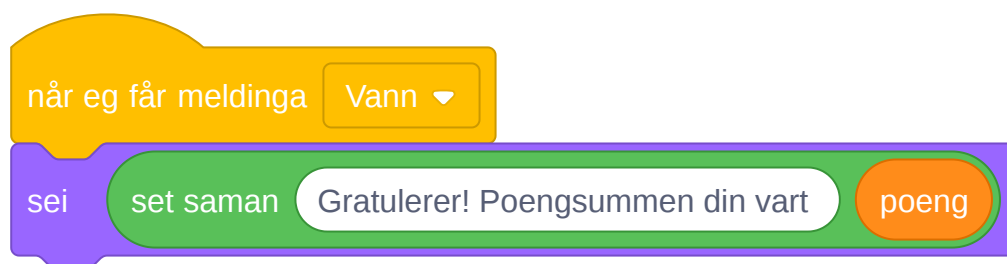 når eg får meldinga Vann
sei set saman Gratulerer! Poengsummen din vart poeng